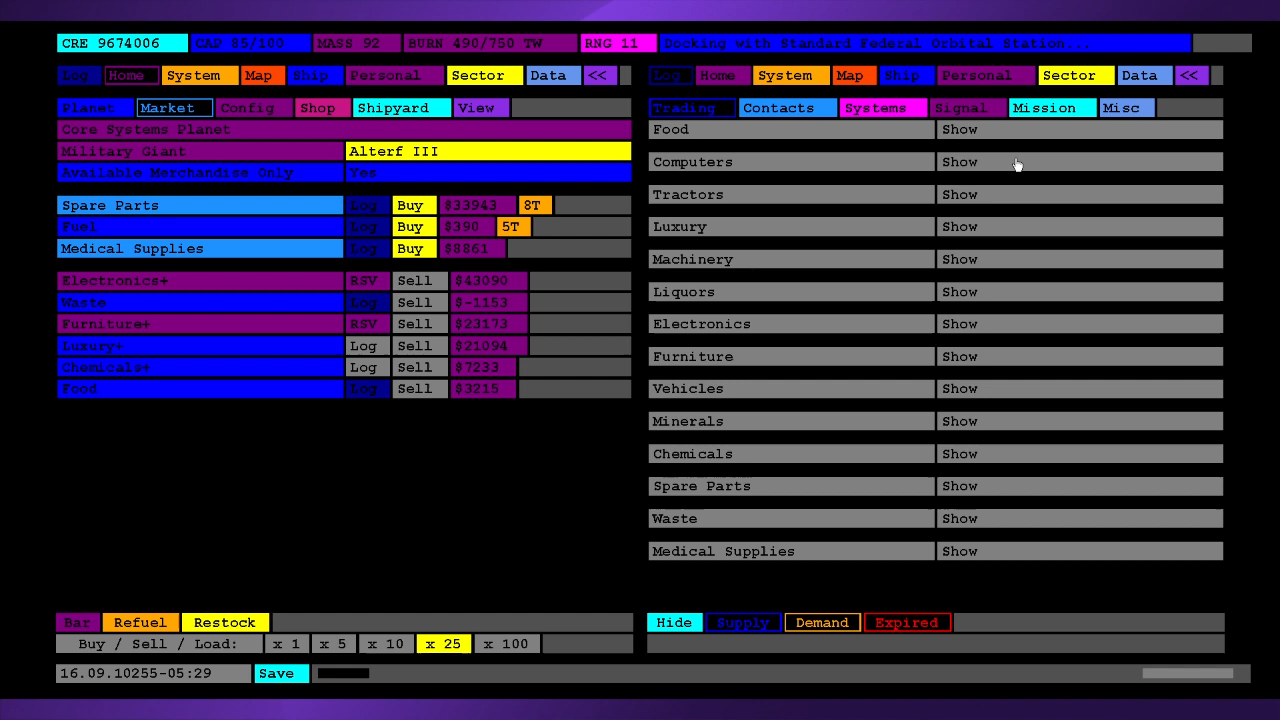 CRE 9674006 CAP 85/100 MASS 92 BURN 490/750 TW RNG 11 Docking with Standard Federal Orbital Station...
Log Home System Map Ship Personal Sector Data <<
Planet Market Config Shop Shipyard View
Core Systems Planet
Military Giant Alterf III
Available Merchandise Only Yes
Spare Parts Log Buy $33943 8T
Fuel Log Buy $390 5T
Medical Supplies Log Buy $8861
Electronics+ RSV Sell $43090
Waste Log Sell $-1153
Furniture+ RSV Sell $23173
Luxury+ Log Sell $21094
Chemicals+ Log Sell $7233
Food Log Sell $3215
Bar Refuel Restock
Buy / Sell / Load: x 1 x 5 x 10 x 25 x 100
Log Home System Map Ship Personal Sector Data <<
Trading Contacts Systems Signal Mission Misc
Food Show
Computers Show
Tractors Show
Luxury Show
Machinery Show
Liquors Show
Electronics Show
Furniture Show
Vehicles Show
Minerals Show
Chemicals Show
Spare Parts Show
Waste Show
Medical Supplies Show
Hide Supply Demand Expired
16.09.10255-05:29 Save